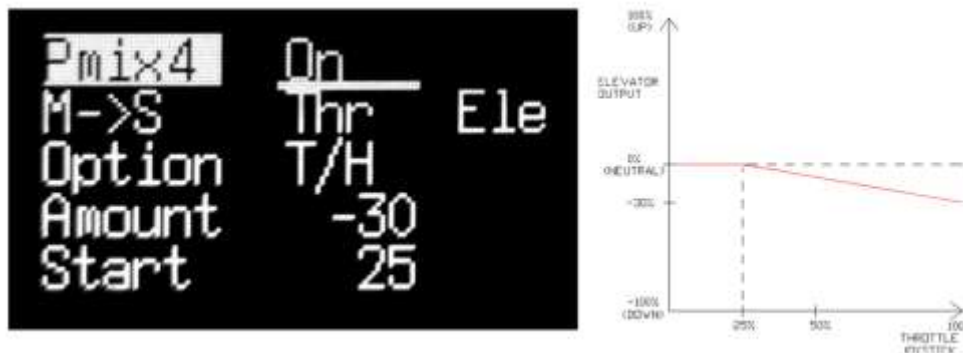 Pmix4 On
M->S Thr Ele
Option T/H
Amount -30
Start 25
100%
(UP)
ELEVATOR
OUTPUT
0%
(NEUTRAL)
-30%
-100%
(DOWN)
25% 50% 100
THROTTLE
JOYSTICK